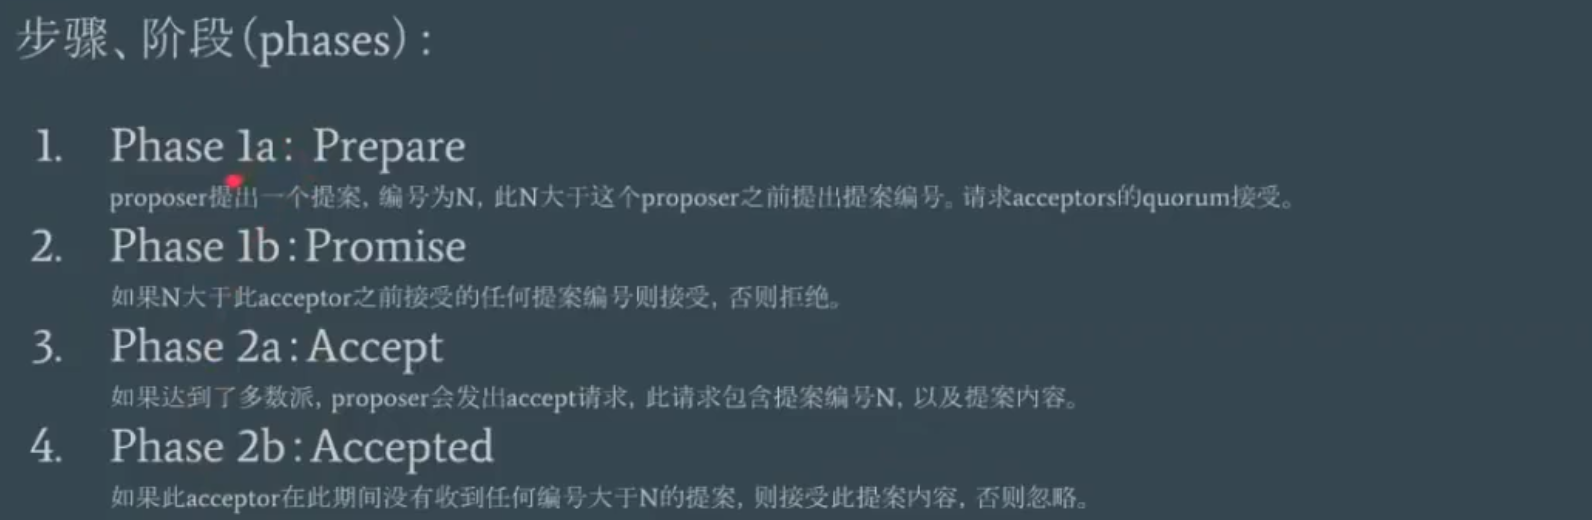 步骤、阶段(phases):
1. Phase 1a: Prepare
proposer提出一个提案, 编号为N, 此N大于这个proposer之前提出提案编号。请求acceptors的quorum接受。
2. Phase 1b:Promise
如果N大于此acceptor之前接受的任何提案编号则接受, 否则拒绝。
3. Phase 2a:Accept
如果达到了多数派, proposer会发出accept请求, 此请求包含提案编号N, 以及提案内容。
4. Phase 2b:Accepted
如果此acceptor在此期间没有收到任何编号大于N的提案, 则接受此提案内容, 否则忽略。